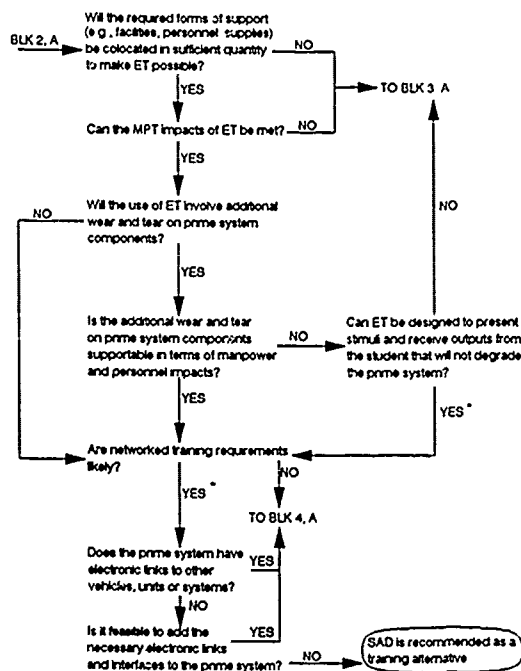 Will the required forms of support
(e.g., facilities, personnel supplies)
be colocated in sufficient quantity
to make ET possible?
BLK 2, A
NO
YES
TO BLK 3 A
Can the MPT impacts of ET be met?
NO
YES
Will the use of ET involve additional
wear and tear on prime system
components?
NO
NO
YES
Is the additional wear and tear
on prime system components
supportable in terms of manpower
and personnel impacts?
NO
Can ET be designed to present
stimuli and receive outputs from
the student that will not degrade
the prime system?
YES
YES*
Are networked training requirements
likely?
NO
YES*
TO BLK 4, A
Does the prime system have
electronic links to other
vehicles, units or systems?
YES
NO
Is it feasible to add the
necessary electronic links
and interfaces to the prime system?
YES
NO
SAD is recommended as a
training alternative